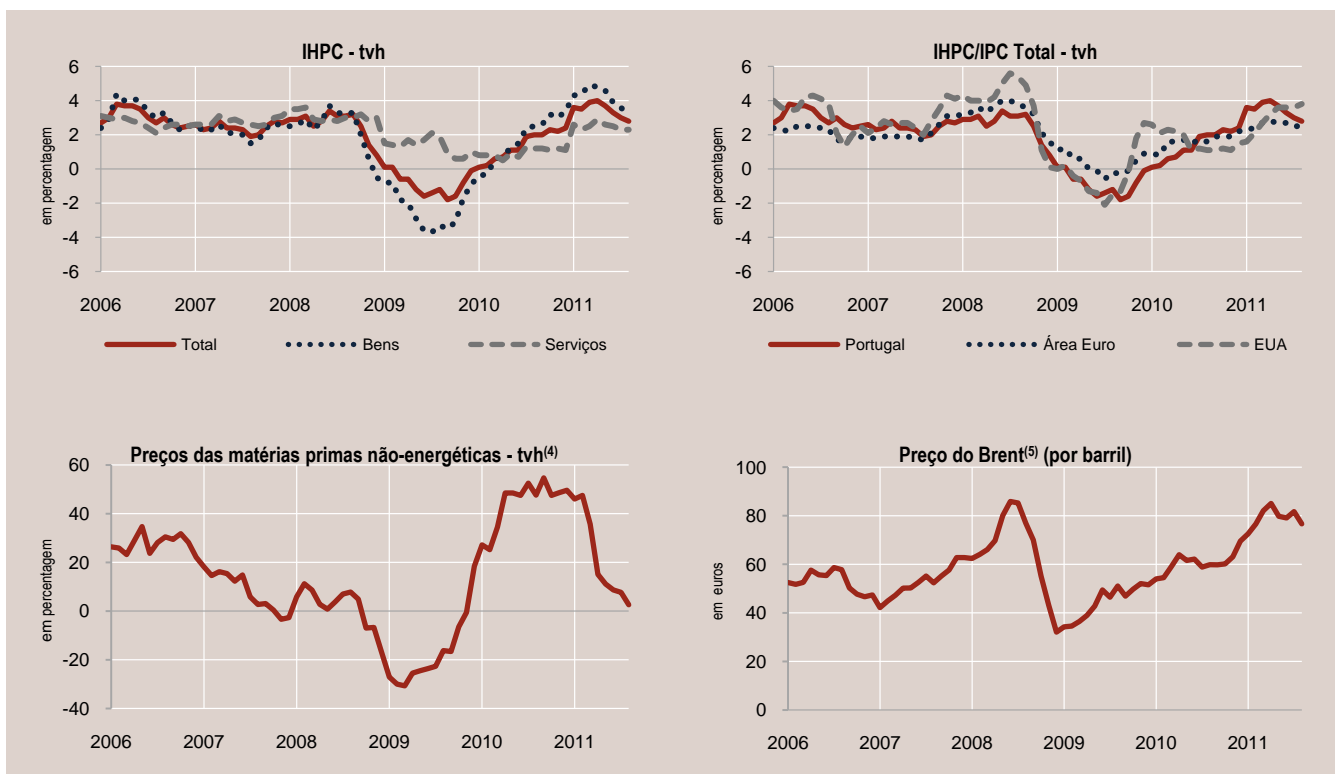 IHPC - tvh
6
4
2
0
-2
-4
-6
em percentagem
2006 2007 2008 2009 2010 2011
Total Bens Serviços
IHPC/IPC Total - tvh
6
4
2
0
-2
-4
-6
em percentagem
2006 2007 2008 2009 2010 2011
Portugal Área Euro EUA
Preços das matérias primas não-energéticas - tvh(4)
60
40
20
0
-20
-40
em percentagem
2006 2007 2008 2009 2010 2011
Preço do Brent(5) (por barril)
100
80
60
40
20
0
em euros
2006 2007 2008 2009 2010 2011